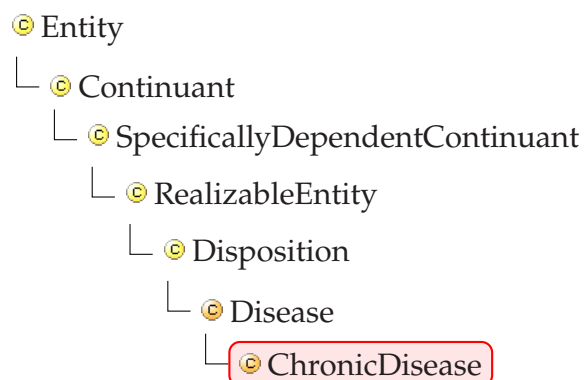 C Entity
C Continuant
C SpecificallyDependentContinuant
C RealizableEntity
C Disposition
C Disease
C ChronicDisease